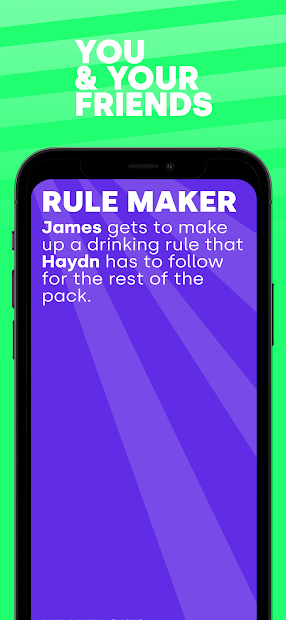 YOU
& YOUR
FRIENDS
RULE MAKER
James gets to make
up a drinking rule that
Haydn has to follow
for the rest of the
pack.